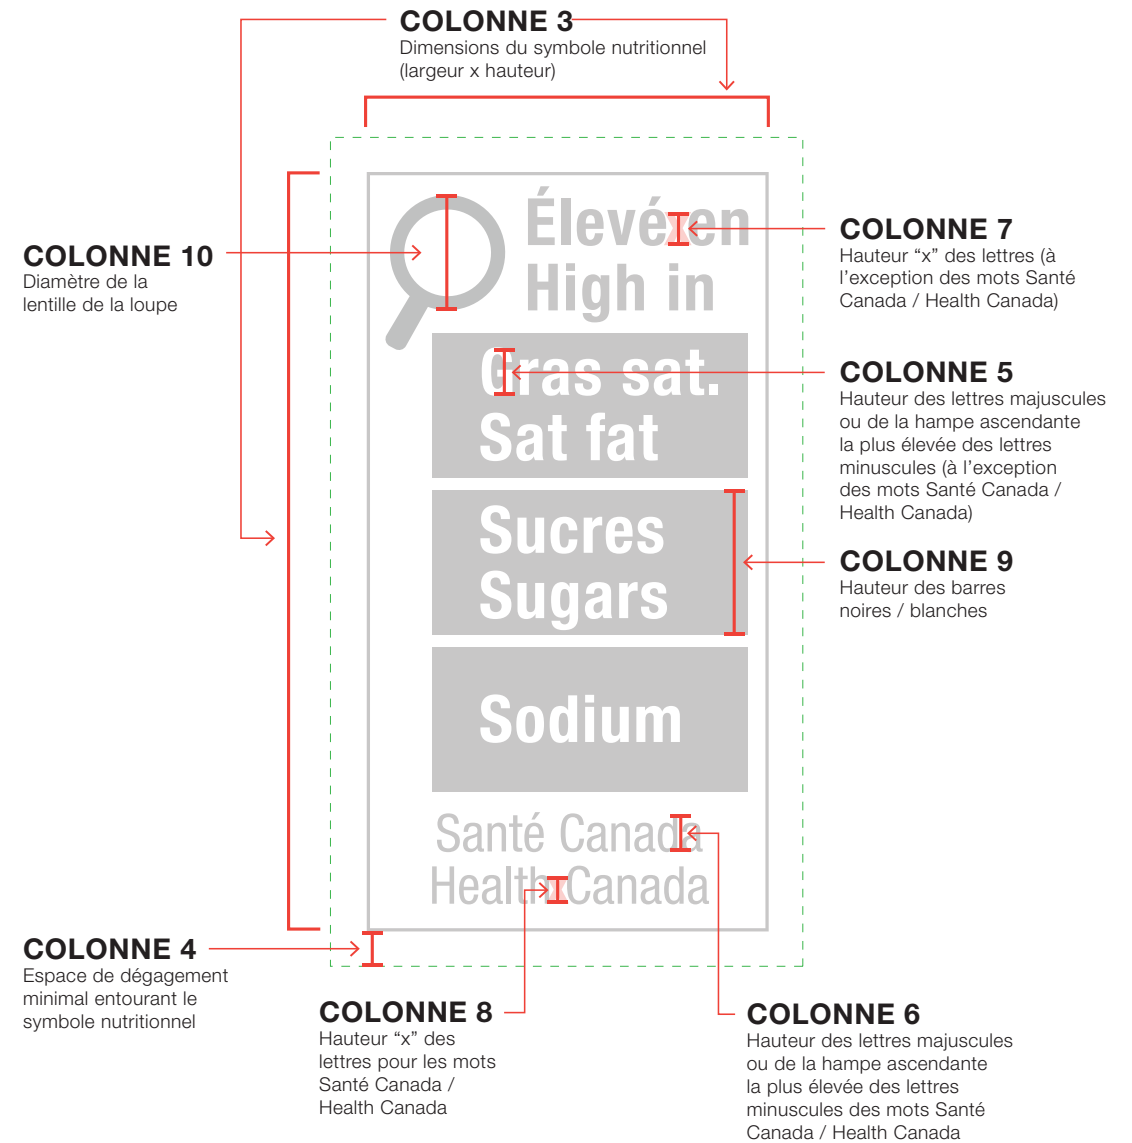 COLONNE 3
Dimensions du symbole nutritionnel
(largeur x hauteur)
COLONNE 10
Diamètre de la
lentille de la loupe
Élevé en
High in
Gras sat.
Sat fat
Sucres
Sugars
Sodium
Santé Canada
Health Canada
COLONNE 7
Hauteur “x” des lettres (à
l’exception des mots Santé
Canada / Health Canada)
COLONNE 5
Hauteur des lettres majuscules
ou de la hampe ascendante
la plus élevée des lettres
minuscules (à l’exception
des mots Santé Canada /
Health Canada)
COLONNE 9
Hauteur des barres
noires / blanches
COLONNE 4
Espace de dégagement
minimal entourant le
symbole nutritionnel
COLONNE 8
Hauteur “x” des
lettres pour les mots
Santé Canada /
Health Canada
COLONNE 6
Hauteur des lettres majuscules
ou de la hampe ascendante
la plus élevée des lettres
minuscules des mots Santé
Canada / Health Canada